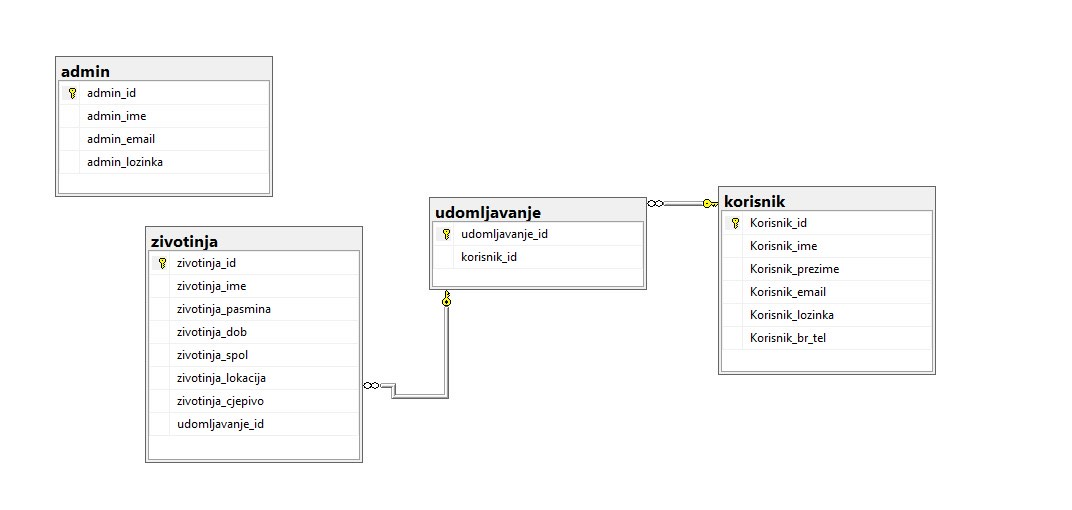 admin
admin_id
admin_ime
admin_email
admin_lozinka
zivotinja
zivotinja_id
zivotinja_ime
zivotinja_pasmina
zivotinja_dob
zivotinja_spol
zivotinja_lokacija
zivotinja_cjepivo
udomljavanje_id
udomljavanje
udomljavanje_id
korisnik_id
korisnik
Korisnik_id
Korisnik_ime
Korisnik_prezime
Korisnik_email
Korisnik_lozinka
Korisnik_br_tel